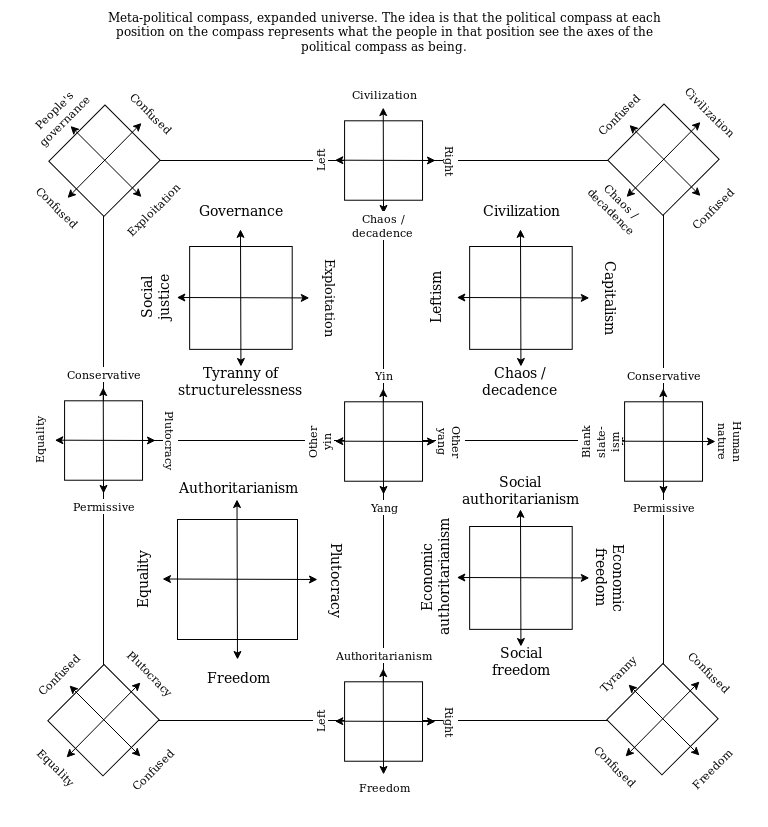 Meta-political compass, expanded universe. The idea is that the political compass at each
position on the compass represents what the people in that position see the axes of the
political compass as being.
People's
governance
Confused
Confused
Exploitation
Civilization
Left
Right
Chaos /
decadence
Confused
Civilization
Chaos /
decadence
Confused
Governance
Social
justice
Exploitation
Tyranny of
structurelessness
Civilization
Leftism
Capitalism
Chaos /
decadence
Conservative
Equality
Plutocracy
Permissive
Yin
Other
yin
Other
yang
Yang
Conservative
Blank
slate-
ism
Human
nature
Permissive
Authoritarianism
Equality
Plutocracy
Freedom
Social
authoritarianism
Economic
authoritarianism
Economic
freedom
Social
freedom
Confused
Plutocracy
Equality
Confused
Authoritarianism
Left
Right
Freedom
Tyranny
Confused
Confused
Freedom